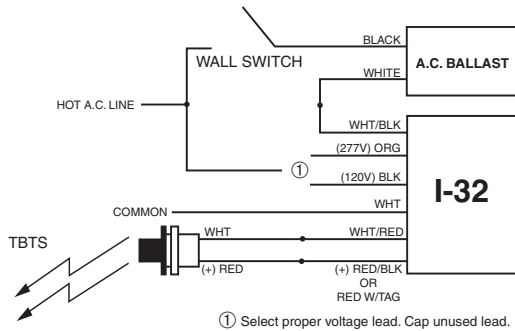 BLACK
WALL SWITCH
A.C. BALLAST
WHITE
HOT A.C. LINE
WHT/BLK
(277V) ORG
①
(120V) BLK
I-32
WHT
COMMON
TBTS
WHT
WHT/RED
(+) RED
(+) RED/BLK
OR
RED W/TAG
① Select proper voltage lead. Cap unused lead.